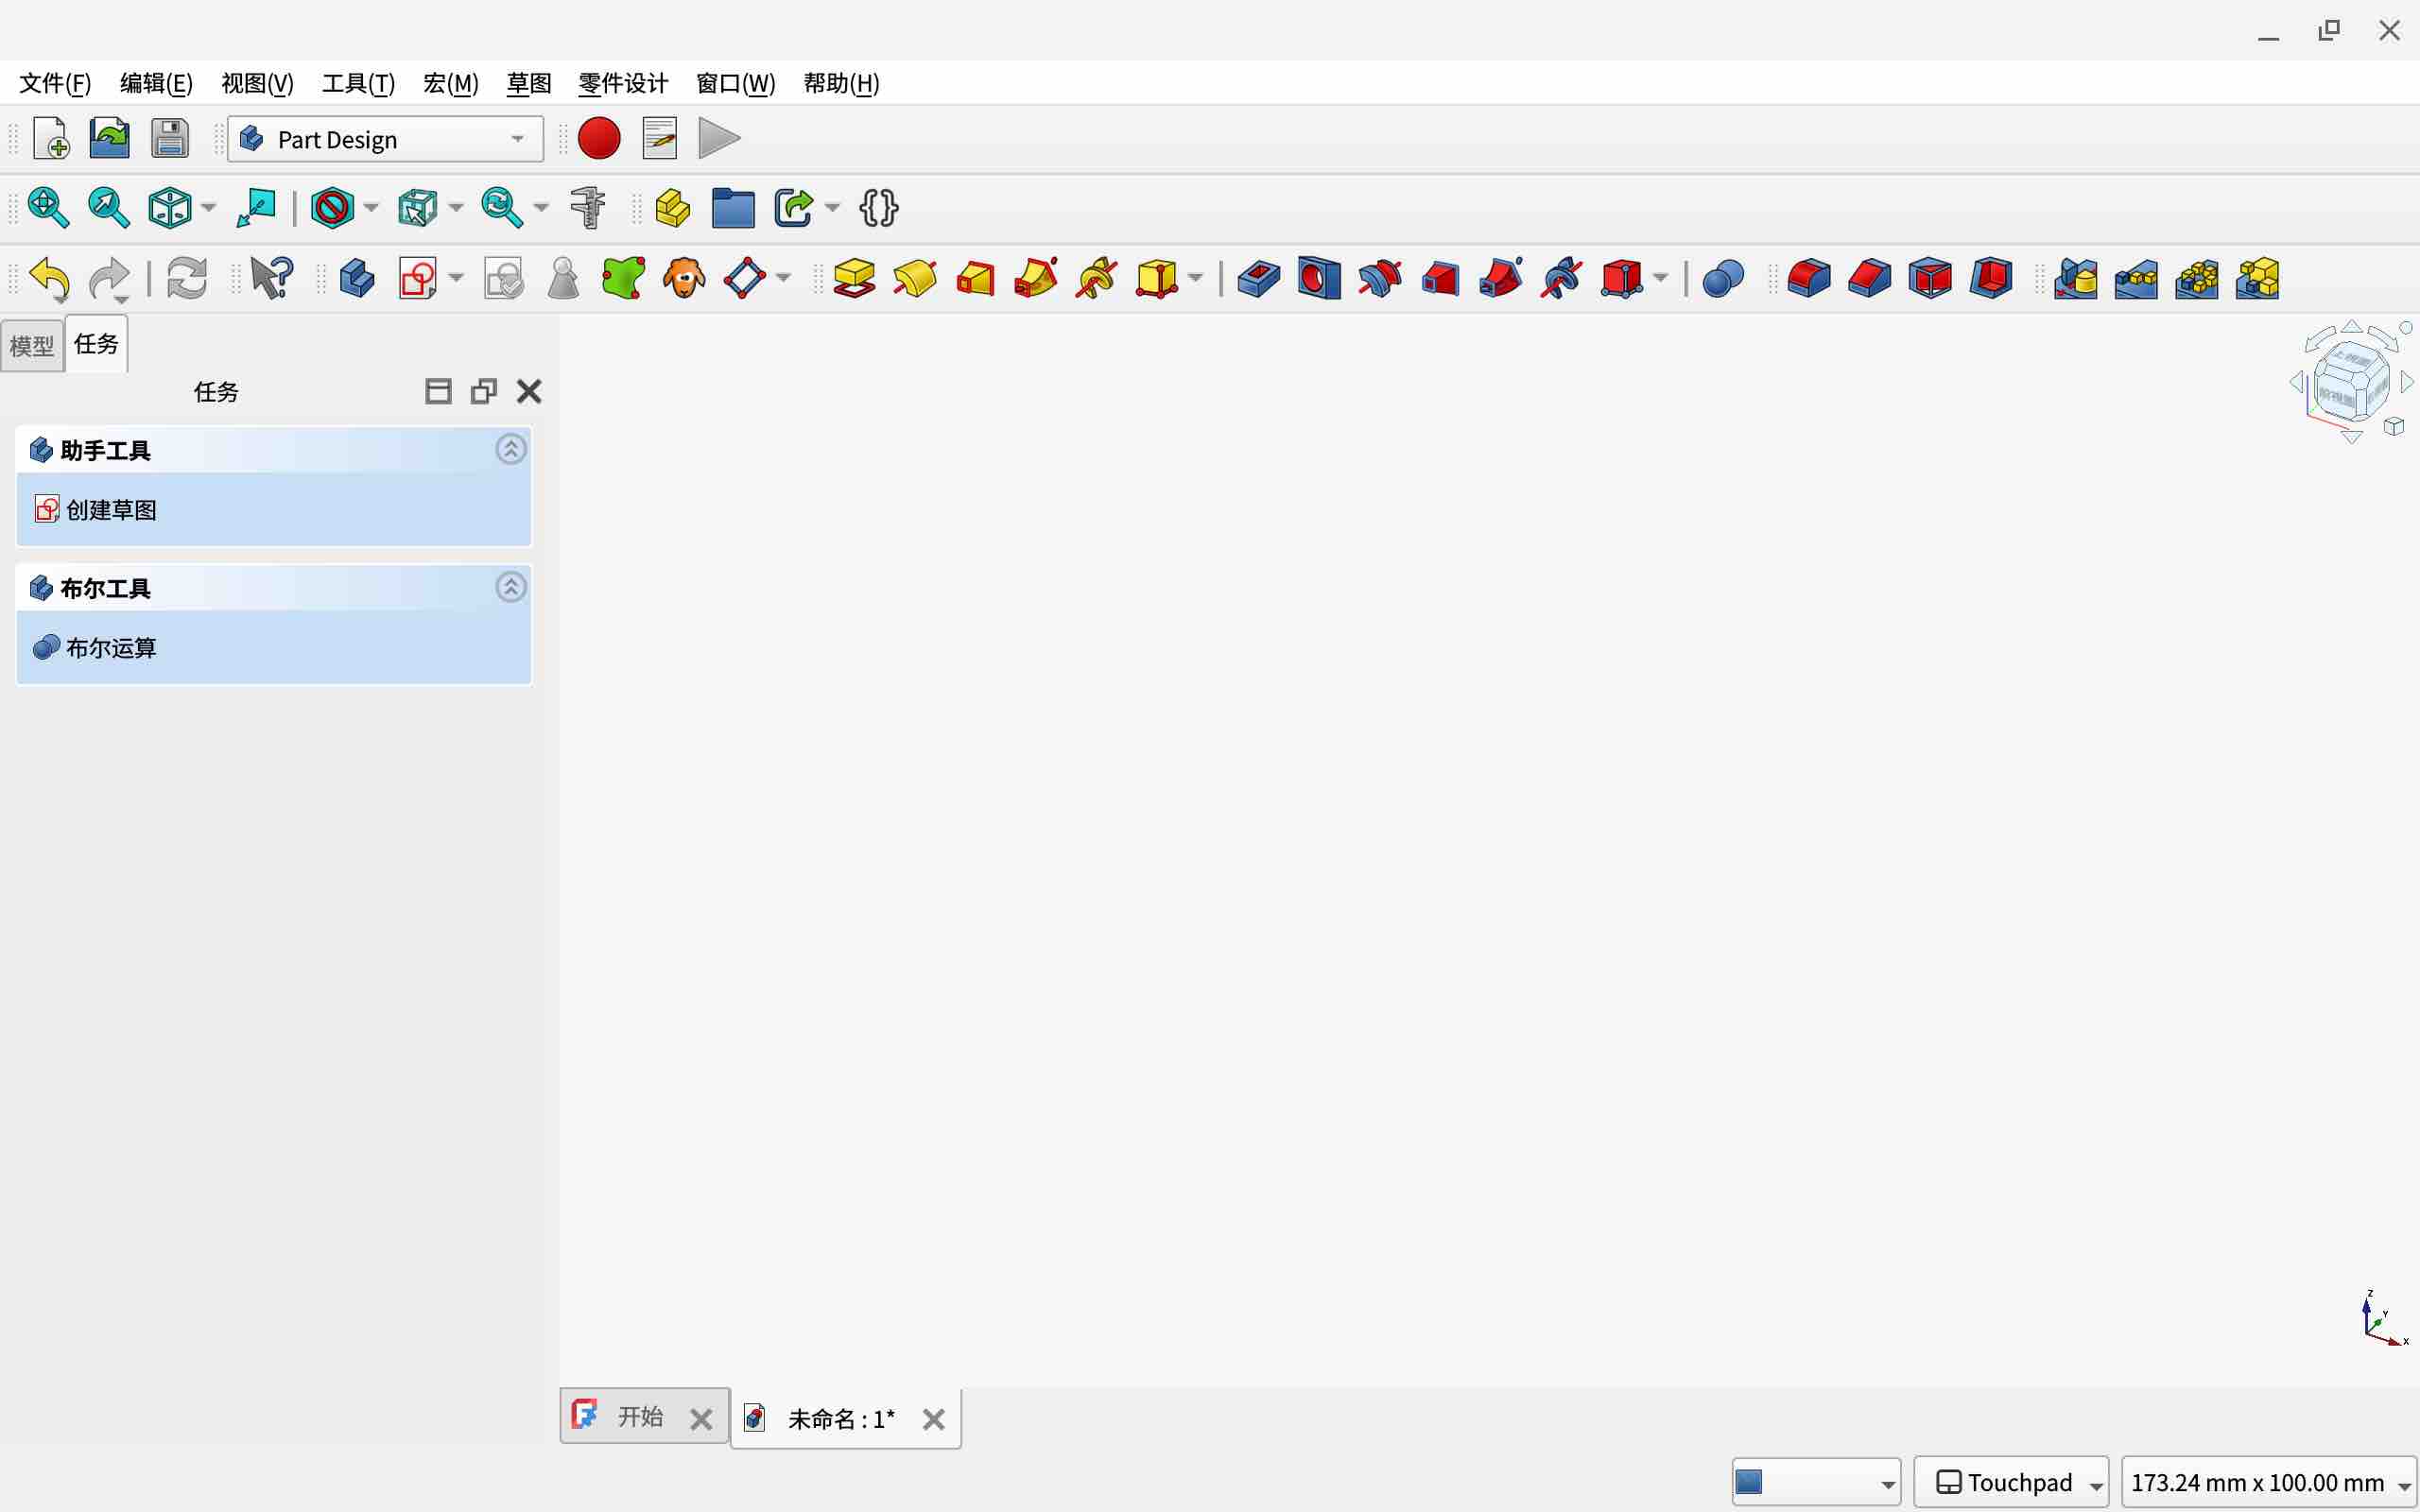 文件(F) 编辑(E) 视图(V) 工具(T) 宏(M) 草图 零件设计 窗口(W) 帮助(H)
Part Design
模型 任务
任务
助手工具
创建草图
布尔工具
布尔运算
Z
Y
X
开始 未命名 : 1*
Touchpad 173.24 mm x 100.00 mm